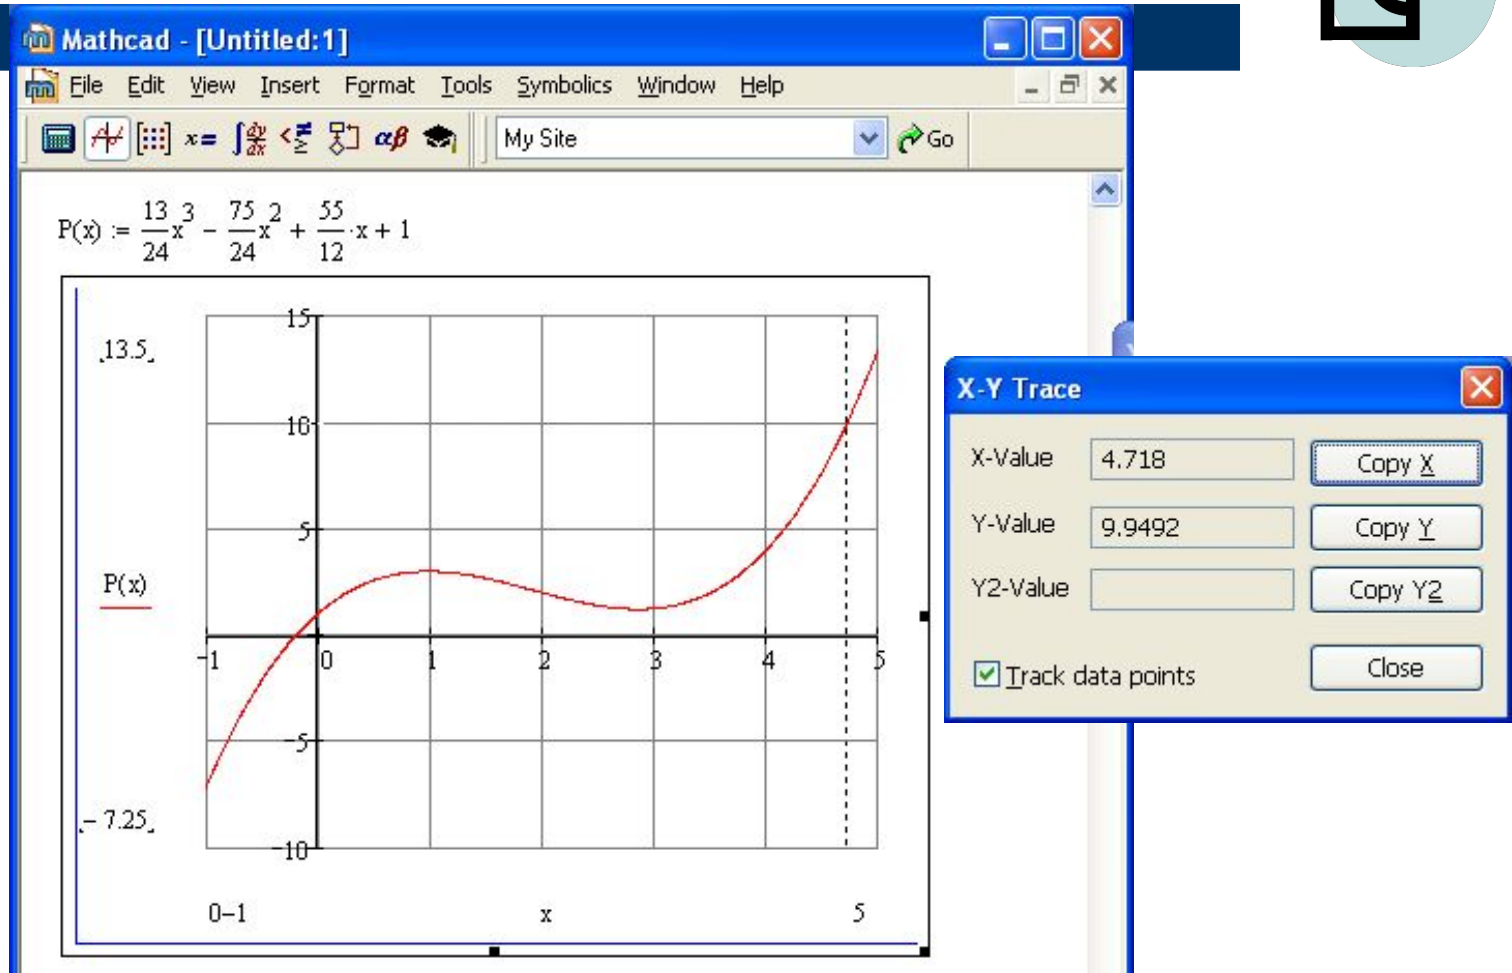 Mathcad - [Untitled:1]
File Edit View Insert Format Tools Symbolics Window Help
x= ∫ dy/dx <≠≥ αβ My Site Go
P(x) := 13/24 x^3 − 75/24 x^2 + 55/12 ·x + 1
15
13.5
10
5
P(x)
−1 0 1 2 3 4 5
−5
−7.25
−10
0−1 x 5
X-Y Trace
X-Value 4.718 Copy X
Y-Value 9.9492 Copy Y
Y2-Value Copy Y2
Track data points Close